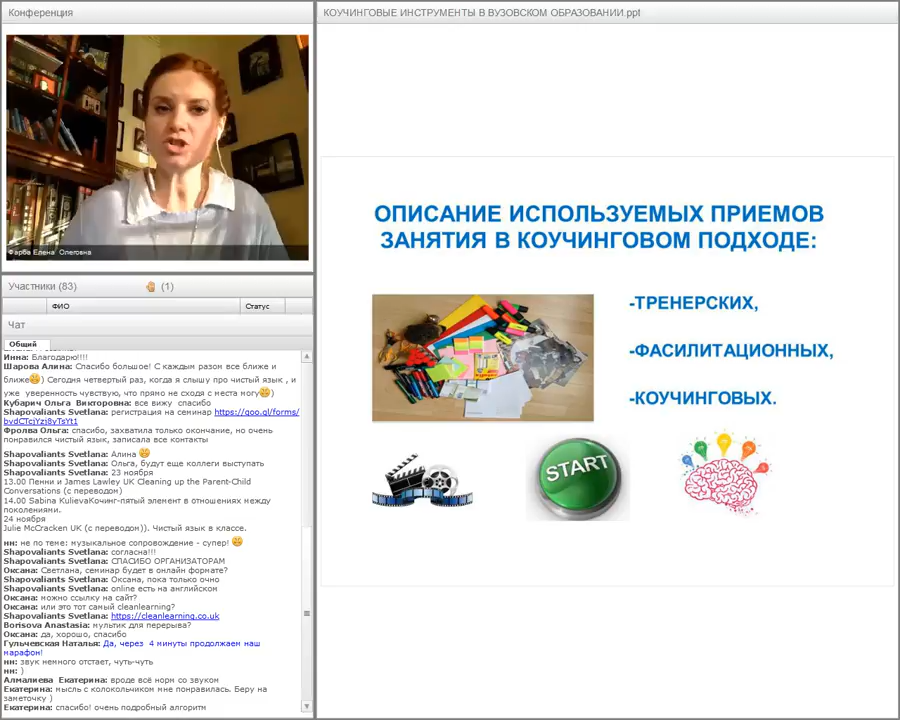 Конференция
Фарба Елена Олеговна
Участники (83) (1)
ФИО Статус
Чат
Общий
Инна: Благодарю!!!!
Шарова Алина: Спасибо большое! С каждым разом все ближе и
ближе) Сегодня четвертый раз, когда я слышу про чистый язык , и
уже уверенность чувствую, что прямо не сходя с места могу)
Кубарич Ольга Викторовна: все вижу спасибо
Shapovaliants Svetlana: регистрация на семинар https://goo.gl/forms/
bvdCTcjYzj8yTsYt1
Фролва Ольга: спасибо, захватила только окончание, но очень
понравился чистый язык, записала все контакты
Shapovaliants Svetlana: Алина
Shapovaliants Svetlana: Ольга, будут еще коллеги выступать
Shapovaliants Svetlana: 23 ноября
13.00 Пенни и James Lawley UK Cleaning up the Parent-Child
Conversations (с переводом)
14.00 Sabina KulievaКочинг-пятый элемент в отношениях между
поколениями.
24 ноября
Julie McCracken UK (с переводом)). Чистый язык в классе.
нн: не по теме: музыкальное сопровождение - супер!
Shapovaliants Svetlana: согласна!!!
Shapovaliants Svetlana: СПАСИБО ОРГАНИЗАТОРАМ
Оксана: Светлана, семинар будет в онлайн формате?
Shapovaliants Svetlana: Оксана, пока только очно
Shapovaliants Svetlana: online есть на английском
Оксана: можно ссылку на сайт?
Оксана: или это тот самый cleanlearning?
Shapovaliants Svetlana: https://cleanlearning.co.uk
Borisova Anastasia: мультик для перерыва?
Оксана: да, хорошо, спасибо
Гульчевская Наталья: Да, через 4 минуты продолжаем наш
марафон!
нн: звук немного отстает, чуть-чуть
нн: )
Алмалиева Екатерина: вроде всё норм со звуком
Екатерина: мысль с колокольчиком мне понравилась. Беру на
заметочку )
Екатерина: спасибо! очень подробный алгоритм
КОУЧИНГОВЫЕ ИНСТРУМЕНТЫ В ВУЗОВСКОМ ОБРАЗОВАНИИ.ppt
ОПИСАНИЕ ИСПОЛЬЗУЕМЫХ ПРИЕМОВ
ЗАНЯТИЯ В КОУЧИНГОВОМ ПОДХОДЕ:
-ТРЕНЕРСКИХ,
-ФАСИЛИТАЦИОННЫХ,
-КОУЧИНГОВЫХ.
START